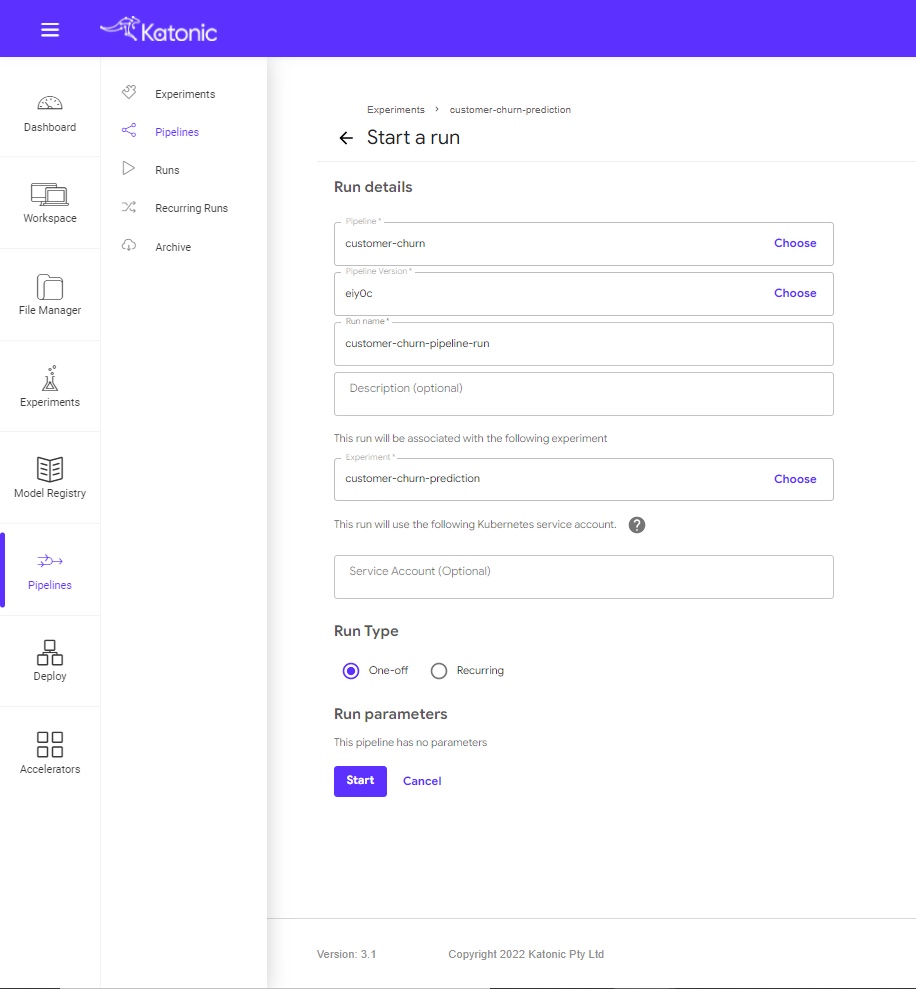 Katonic
Dashboard
Workspace
File Manager
Experiments
Model Registry
Pipelines
Deploy
Accelerators
Experiments
Pipelines
Runs
Recurring Runs
Archive
Experiments > customer-churn-prediction
Start a run
Run details
Pipeline *
customer-churn Choose
Pipeline Version *
eiy0c Choose
Run name *
customer-churn-pipeline-run
Description (optional)
This run will be associated with the following experiment
Experiment *
customer-churn-prediction Choose
This run will use the following Kubernetes service account. ?
Service Account (Optional)
Run Type
One-off Recurring
Run parameters
This pipeline has no parameters
Start Cancel
Version: 3.1 Copyright 2022 Katonic Pty Ltd